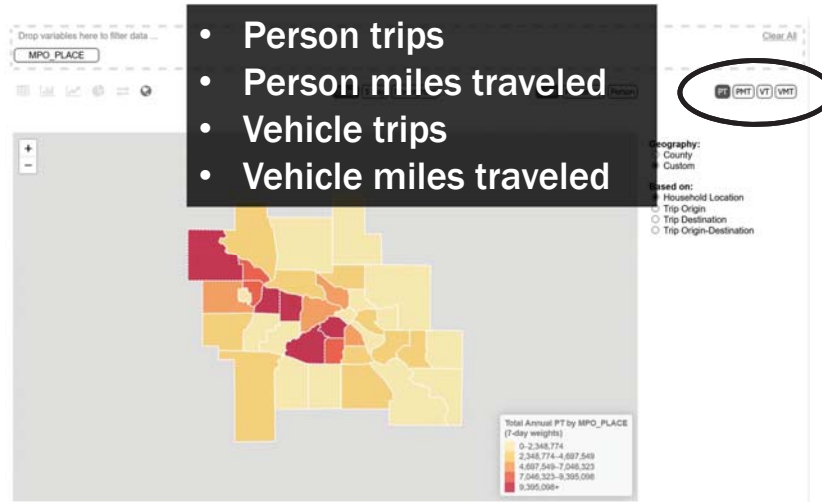 Drop variables here to filter data ...
Clear All
MPO_PLACE
• Person trips
• Person miles traveled
• Vehicle trips
• Vehicle miles traveled
Person
PT PMT VT VMT
+
−
Geography:
County
Custom
Based on:
Household Location
Trip Origin
Trip Destination
Trip Origin-Destination
Total Annual PT by MPO_PLACE
(7-day weights)
0–2,348,774
2,348,774–4,697,549
4,697,549–7,046,323
7,046,323–9,395,098
9,395,098+